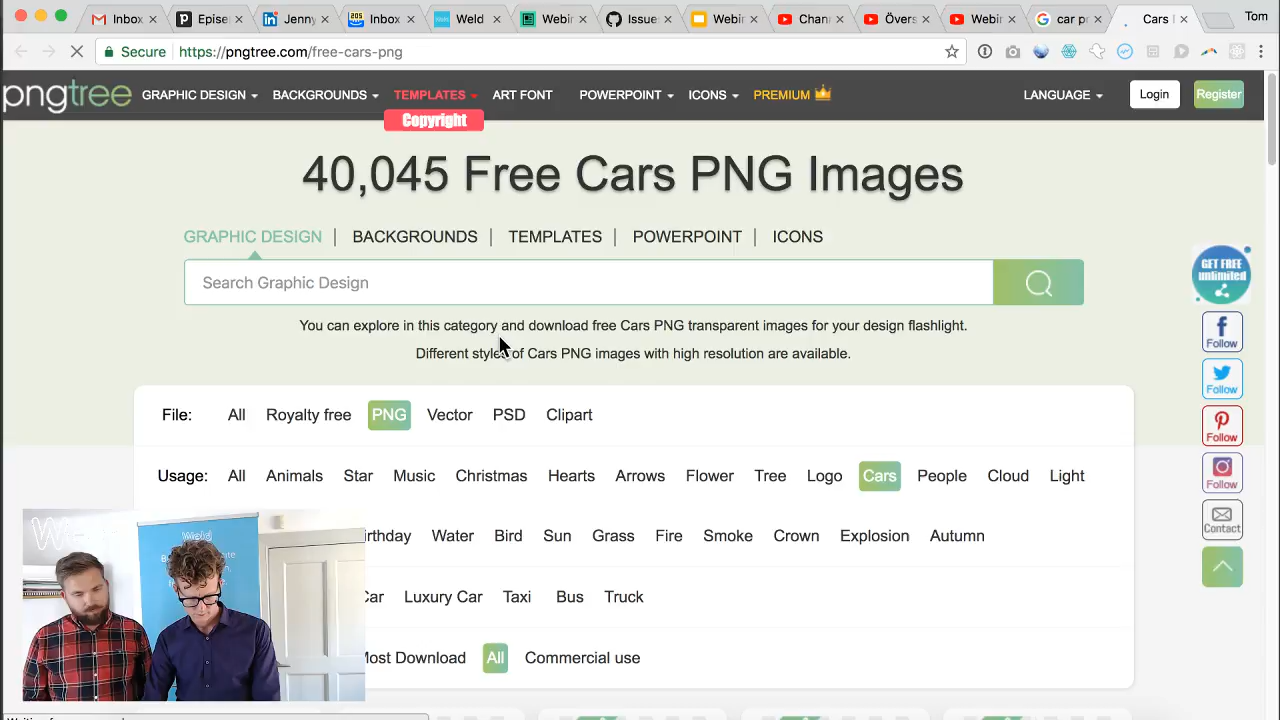 Inbox Epise Jenny Inbox Weld Webin Issue Webin Chan Övers Webin car p Cars Tom
Secure https://pngtree.com/free-cars-png
pngtree GRAPHIC DESIGN BACKGROUNDS TEMPLATES ART FONT POWERPOINT ICONS PREMIUM LANGUAGE Login Register
Copyright
40,045 Free Cars PNG Images
GRAPHIC DESIGN | BACKGROUNDS | TEMPLATES | POWERPOINT | ICONS
Search Graphic Design
GET FREE
unlimited
You can explore in this category and download free Cars PNG transparent images for your design flashlight.
Different styles of Cars PNG images with high resolution are available.
Follow
Follow
Follow
Follow
Contact
File: All Royalty free PNG Vector PSD Clipart
Usage: All Animals Star Music Christmas Hearts Arrows Flower Tree Logo Cars People Cloud Light
irthday Water Bird Sun Grass Fire Smoke Crown Explosion Autumn
Car Luxury Car Taxi Bus Truck
Most Download All Commercial use
Weld